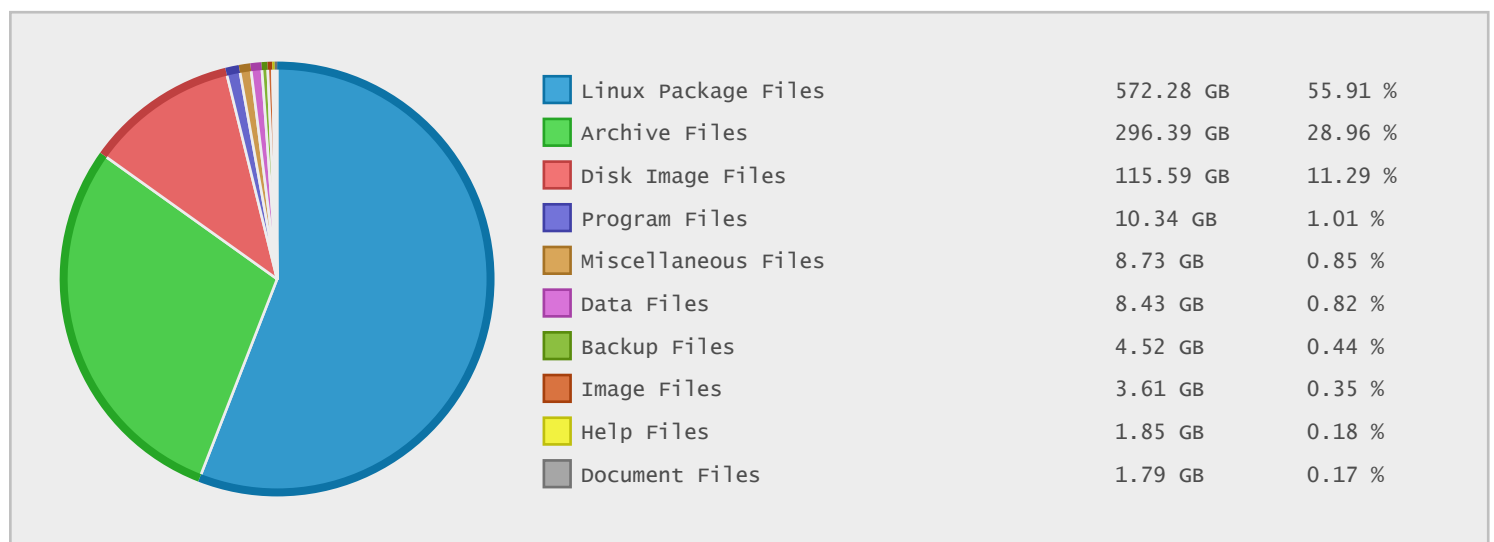 Linux Package Files 572.28 GB 55.91 %
Archive Files 296.39 GB 28.96 %
Disk Image Files 115.59 GB 11.29 %
Program Files 10.34 GB 1.01 %
Miscellaneous Files 8.73 GB 0.85 %
Data Files 8.43 GB 0.82 %
Backup Files 4.52 GB 0.44 %
Image Files 3.61 GB 0.35 %
Help Files 1.85 GB 0.18 %
Document Files 1.79 GB 0.17 %